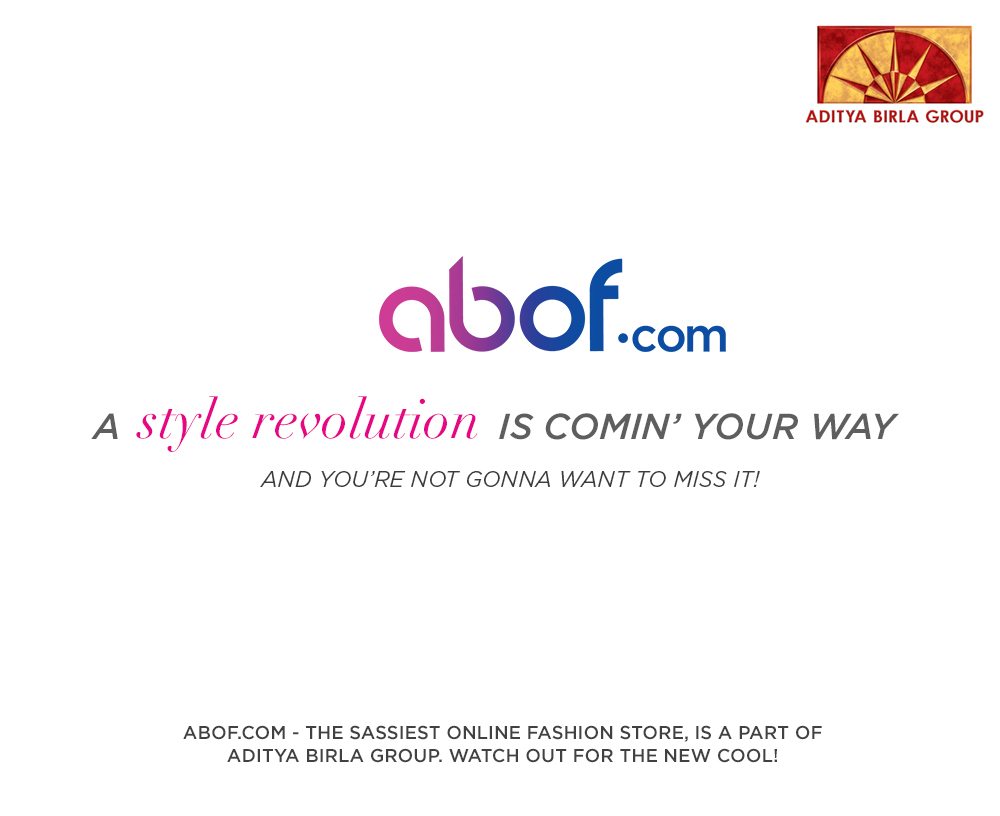 ADITYA BIRLA GROUP
abof.com
A style revolution IS COMIN' YOUR WAY
AND YOU'RE NOT GONNA WANT TO MISS IT!
ABOF.COM - THE SASSIEST ONLINE FASHION STORE, IS A PART OF
ADITYA BIRLA GROUP. WATCH OUT FOR THE NEW COOL!